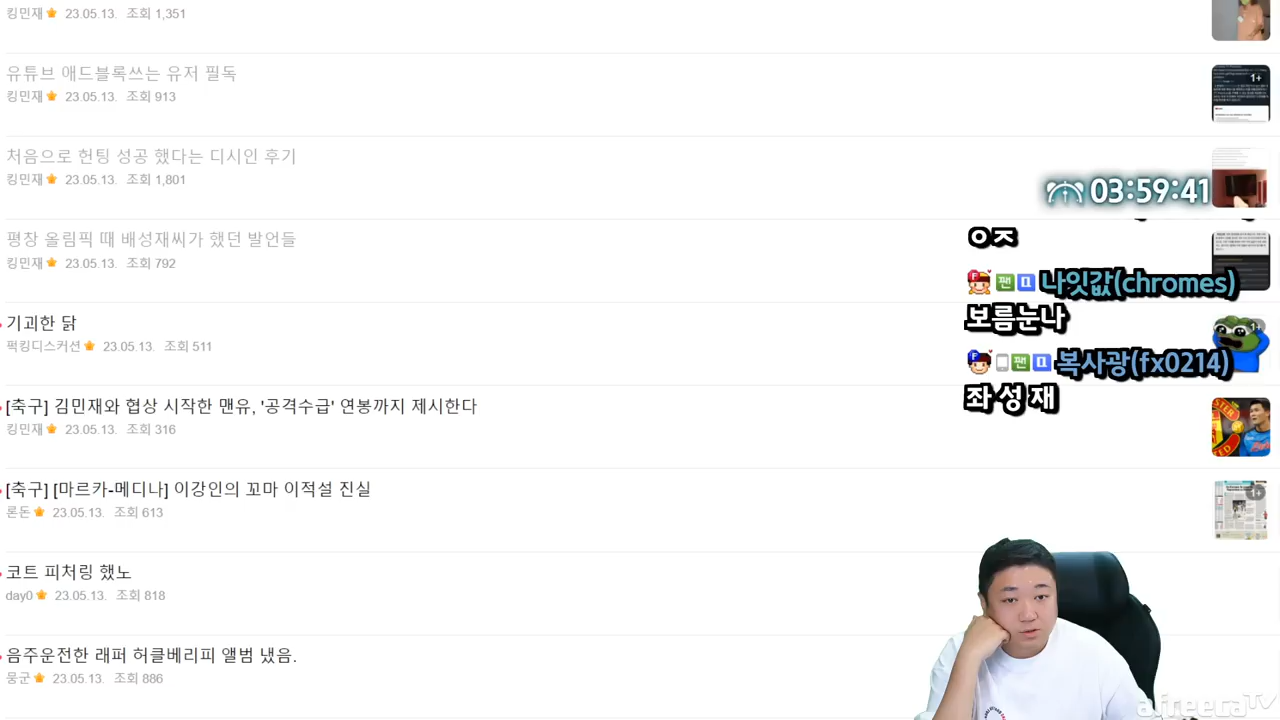 킹민재 23.05.13. 조회 1,351
유튜브 애드블록쓰는 유저 필독
킹민재 23.05.13. 조회 913
1+
처음으로 헌팅 성공 했다는 디시인 후기
킹민재 23.05.13. 조회 1,801
03:59:41
평창 올림픽 때 배성재씨가 했던 발언들
킹민재 23.05.13. 조회 792
ㅇㅈ
F 팬 나잇값(chromes)
보름눈나
기괴한 닭
퍽킹디스커션 23.05.13. 조회 511
1+
F 팬 복사광(fx0214)
좌 성 재
[축구] 김민재와 협상 시작한 맨유, '공격수급' 연봉까지 제시한다
킹민재 23.05.13. 조회 316
[축구] [마르카-메디나] 이강인의 꼬마 이적설 진실
론돈 23.05.13. 조회 613
1+
코트 피처링 했노
day0 23.05.13. 조회 818
음주운전한 래퍼 허클베리피 앨범 냈음.
뭉군 23.05.13. 조회 886
afreecaTV